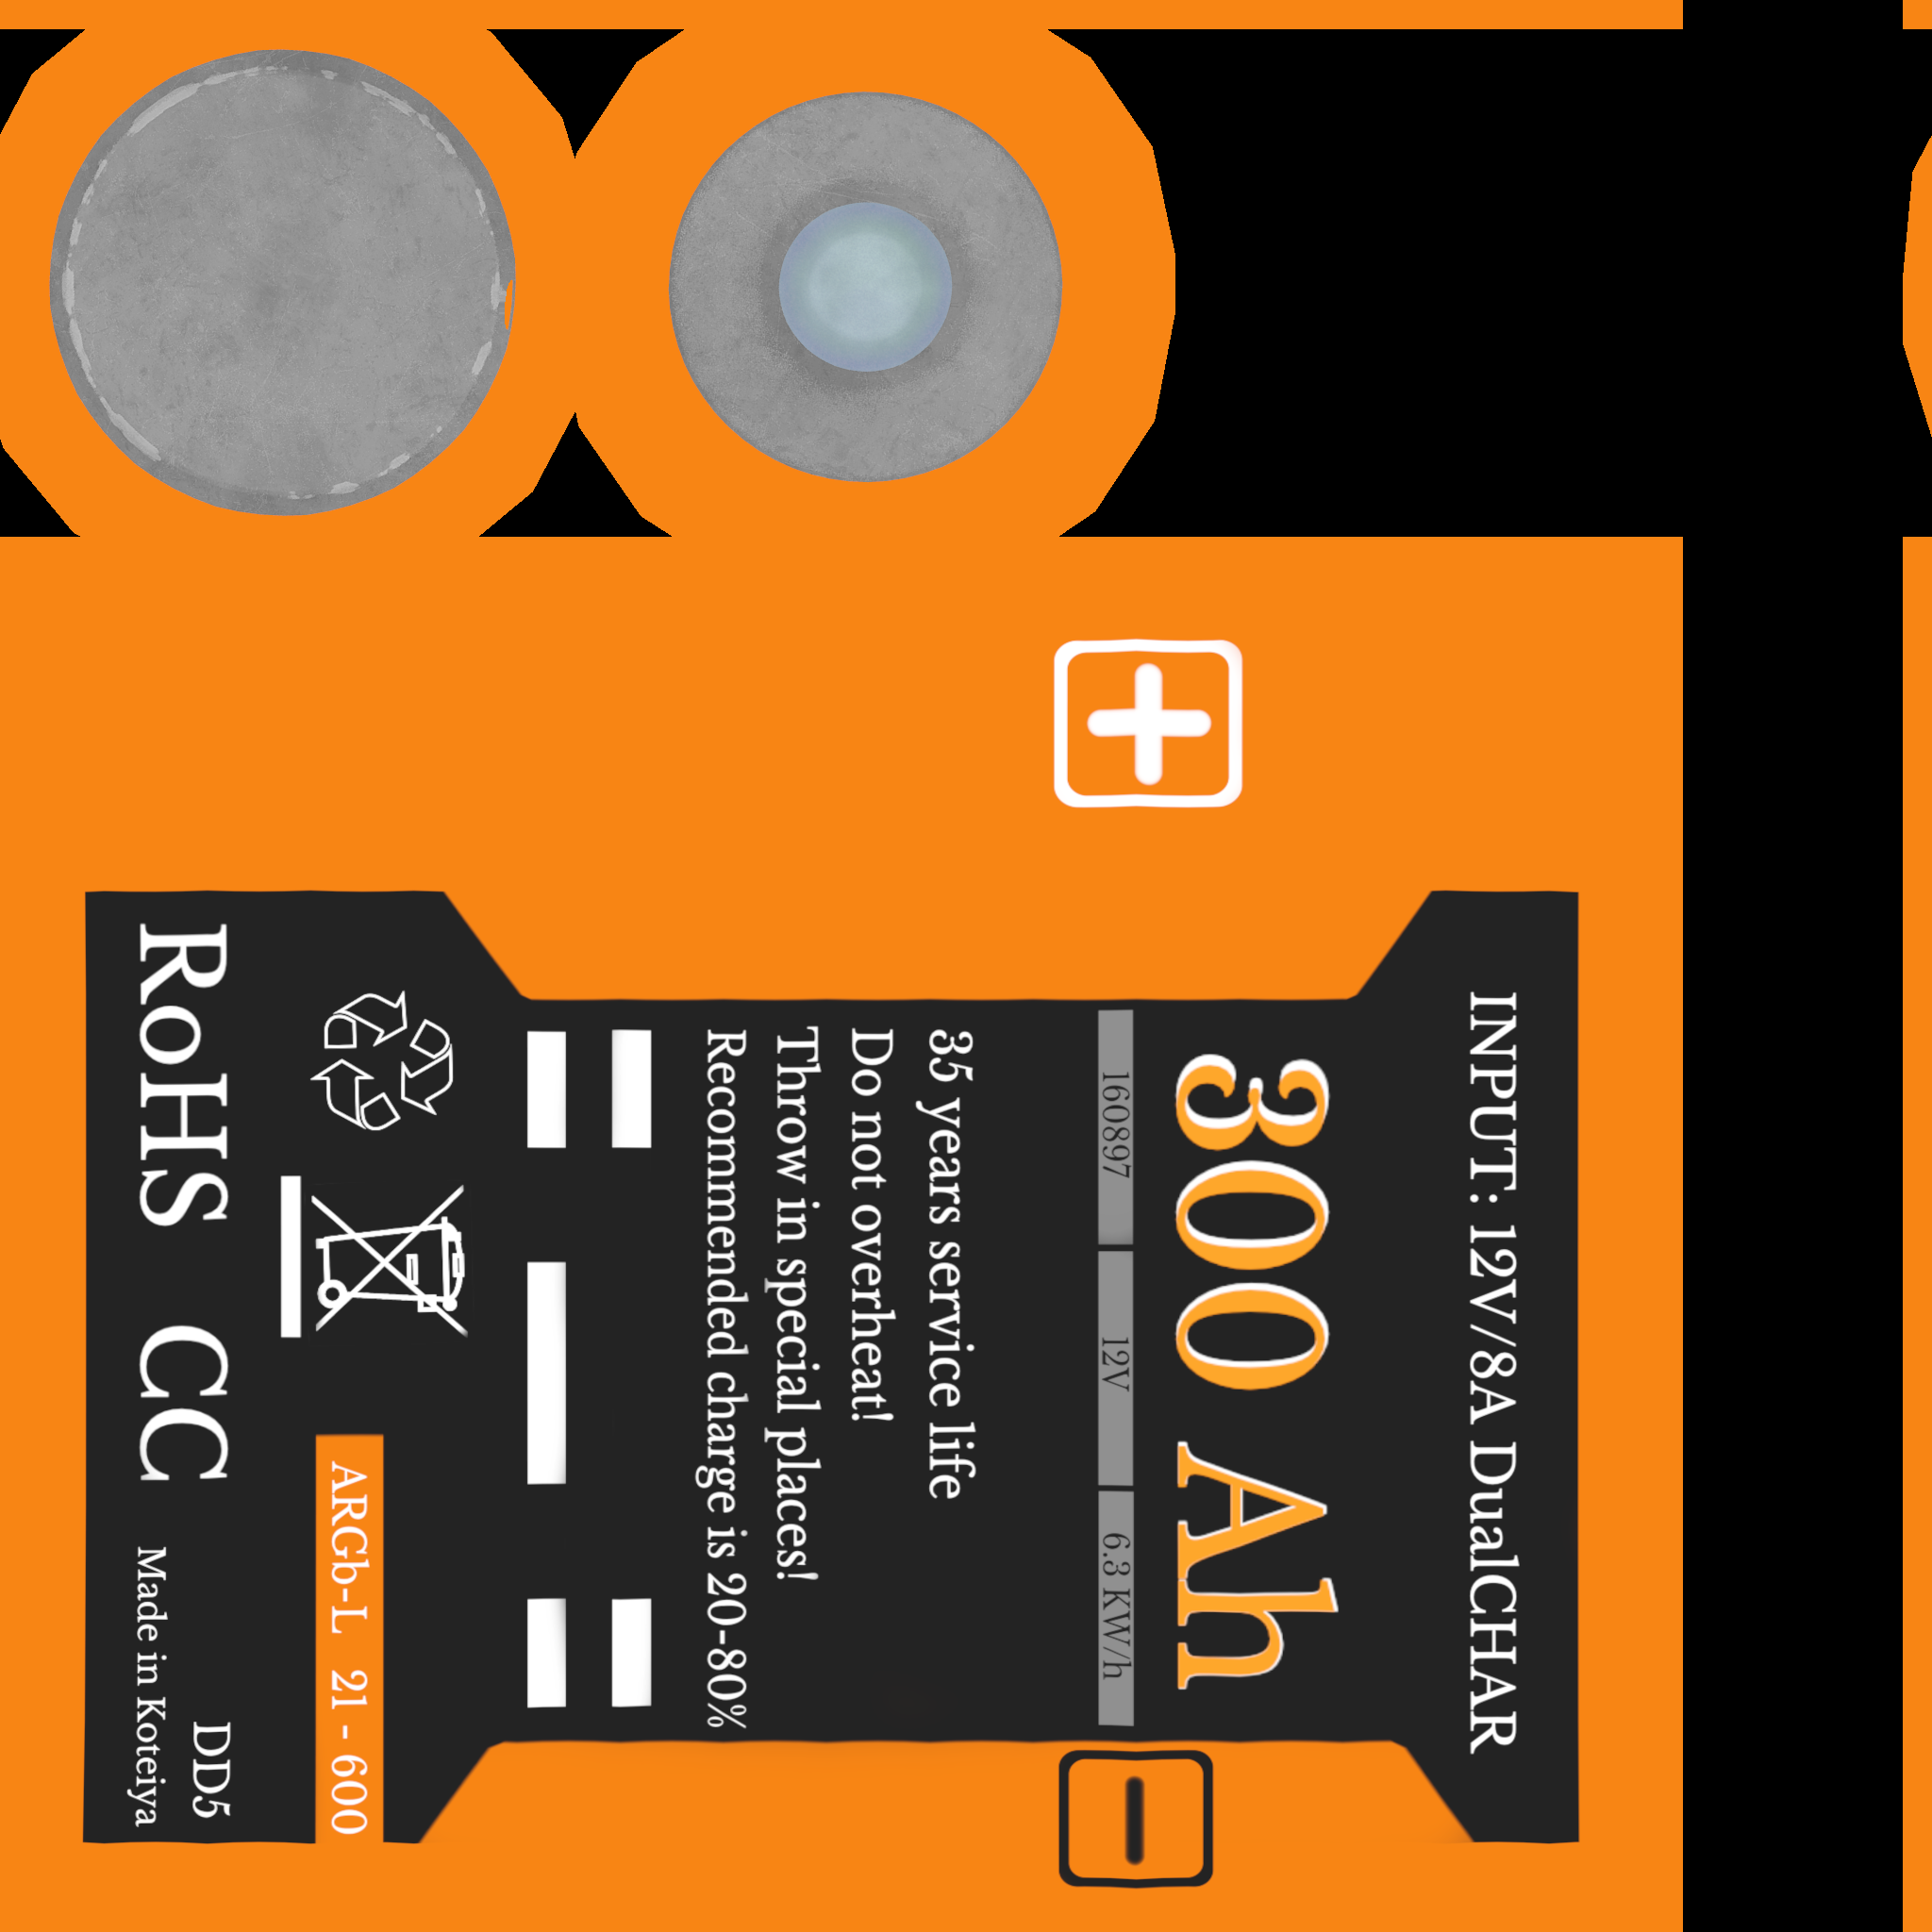 INPUT: 12V/8A DualCHAR
300 Ah
160897 12V 6.3 KW/h
35 years service life
Do not overheat!
Throw in special places!
Recommended charge is 20-80%
ARGb-L 21 - 600
RoHS CC
DD5
Made in Koteiya